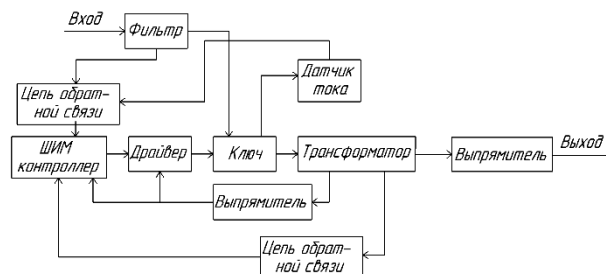 Вход
Фильтр
Датчик
тока
Цепь обрат-
ной связи
ШИМ
контроллер
Драйвер
Ключ
Трансформатор
Выпрямитель
Выход
Выпрямитель
Цепь обрат-
ной связи